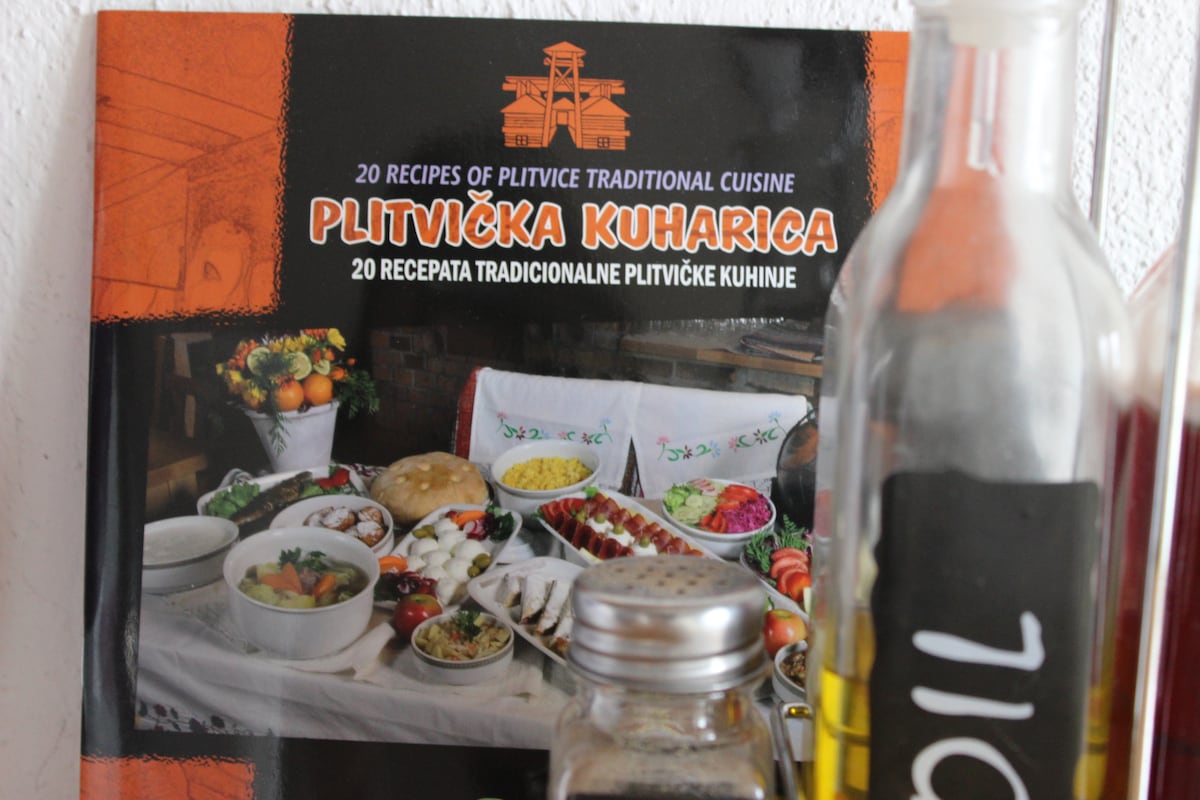 20 RECIPES OF PLITVICE TRADITIONAL CUISINE
PLITVIČKA KUHARICA
20 RECEPATA TRADICIONALNE PLITVIČKE KUHINJE
OIL